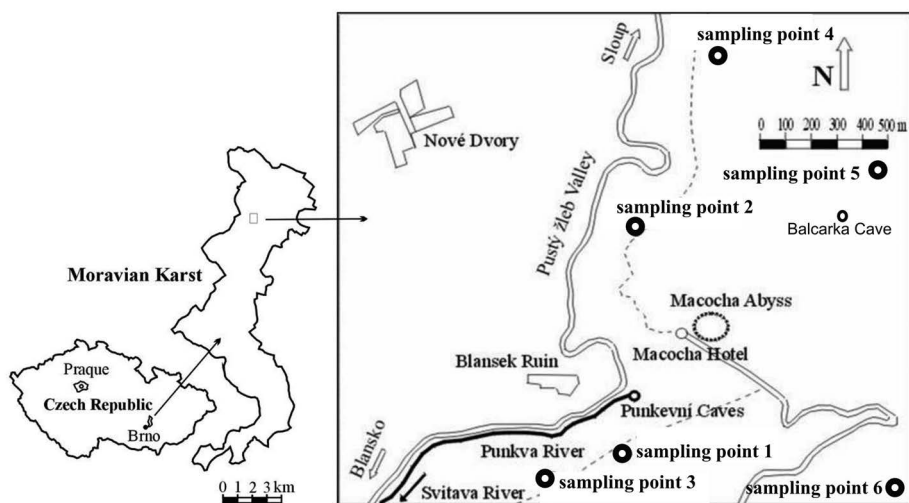 sampling point 4
Sloup
N
0 100 200 300 400 500 m
Nové Dvory
sampling point 5
Pustý žleb Valley
sampling point 2
Balcarka Cave
Moravian Karst
Macocha Abyss
Macocha Hotel
Blansek Ruin
Praque
Czech Republic
Brno
Punkevní Caves
Blansko
Punkva River
sampling point 1
Svitava River
sampling point 3
sampling point 6
0 1 2 3 km